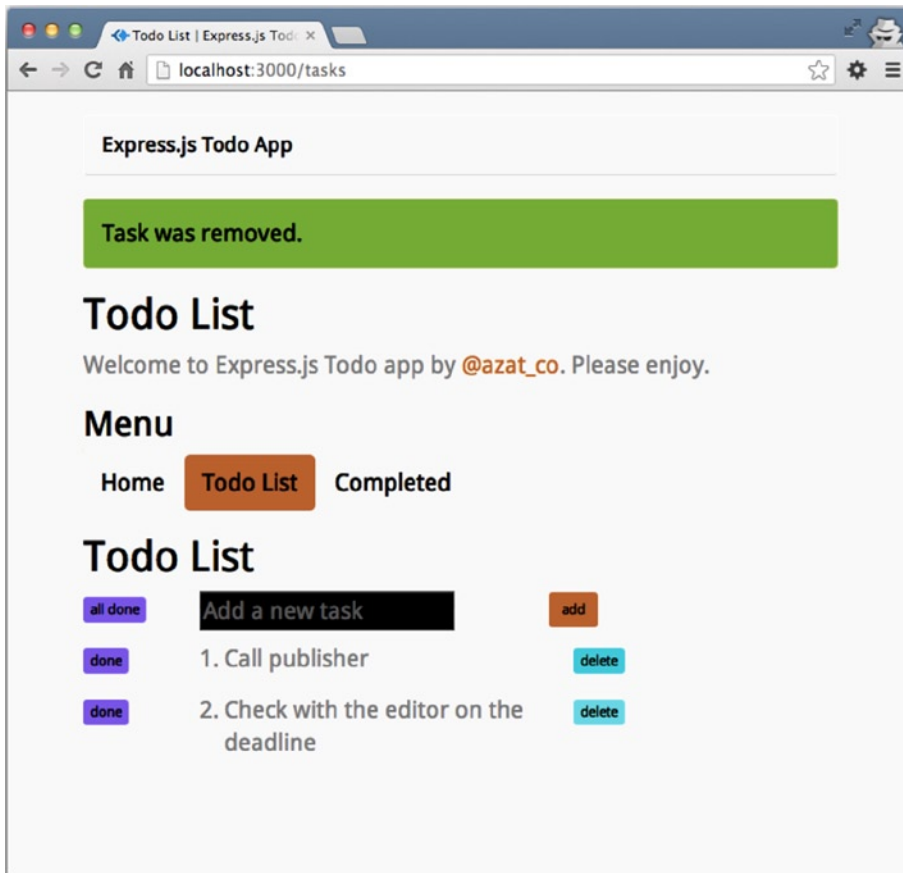 Todo List | Express.js Todo
localhost:3000/tasks
Express.js Todo App
Task was removed.
Todo List
Welcome to Express.js Todo app by @azat_co. Please enjoy.
Menu
Home Todo List Completed
Todo List
all done Add a new task add
done 1. Call publisher delete
done 2. Check with the editor on the delete
deadline